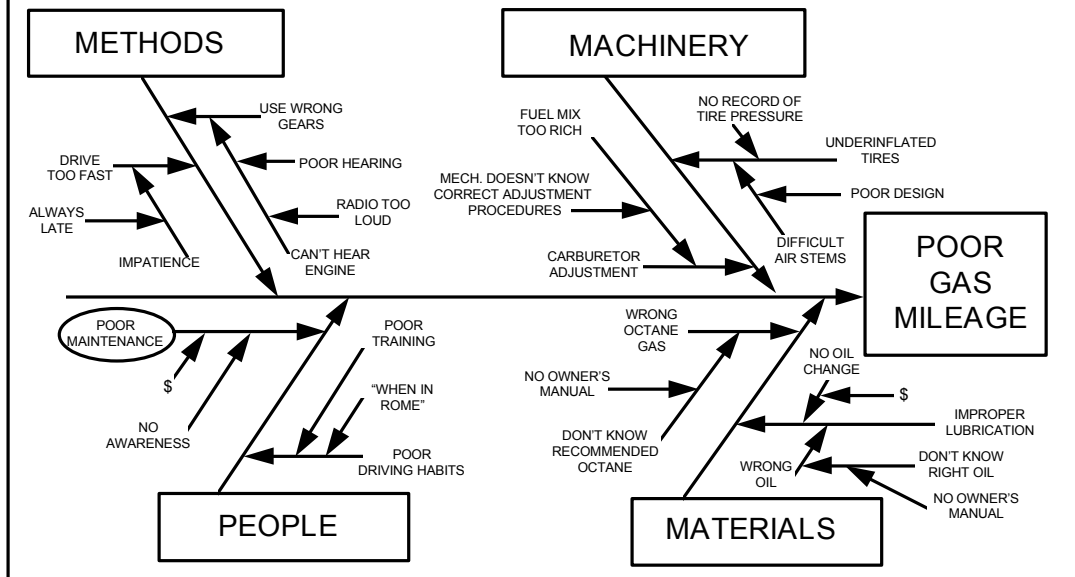 METHODS
MACHINERY
USE WRONG
GEARS
DRIVE
TOO FAST
POOR HEARING
ALWAYS
LATE
RADIO TOO
LOUD
IMPATIENCE
CAN'T HEAR
ENGINE
FUEL MIX
TOO RICH
NO RECORD OF
TIRE PRESSURE
UNDERINFLATED
TIRES
MECH. DOESN'T KNOW
CORRECT ADJUSTMENT
PROCEDURES
POOR DESIGN
CARBURETOR
ADJUSTMENT
DIFFICULT
AIR STEMS
POOR
GAS
MILEAGE
POOR
MAINTENANCE
$
NO
AWARENESS
POOR
TRAINING
"WHEN IN
ROME"
POOR
DRIVING HABITS
PEOPLE
WRONG
OCTANE
GAS
NO OWNER'S
MANUAL
DON'T KNOW
RECOMMENDED
OCTANE
NO OIL
CHANGE
$
IMPROPER
LUBRICATION
WRONG
OIL
DON'T KNOW
RIGHT OIL
NO OWNER'S
MANUAL
MATERIALS